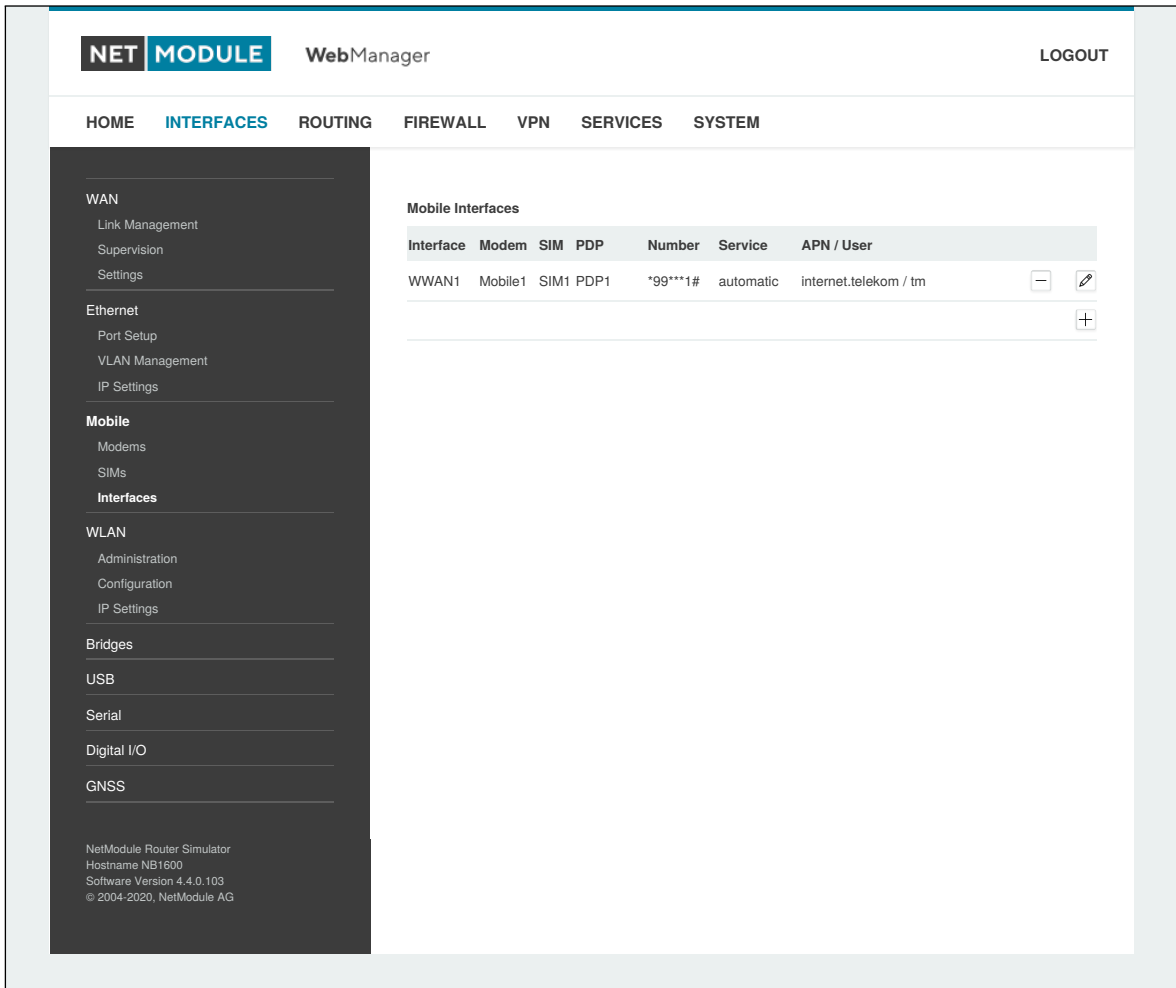 NET MODULE WebManager LOGOUT
HOME INTERFACES ROUTING FIREWALL VPN SERVICES SYSTEM
WAN
Link Management
Supervision
Settings
Ethernet
Port Setup
VLAN Management
IP Settings
Mobile
Modems
SIMs
Interfaces
WLAN
Administration
Configuration
IP Settings
Bridges
USB
Serial
Digital I/O
GNSS
NetModule Router Simulator
Hostname NB1600
Software Version 4.4.0.103
© 2004-2020, NetModule AG
Mobile Interfaces
Interface Modem SIM PDP Number Service APN / User
WWAN1 Mobile1 SIM1 PDP1 *99***1# automatic internet.telekom / tm